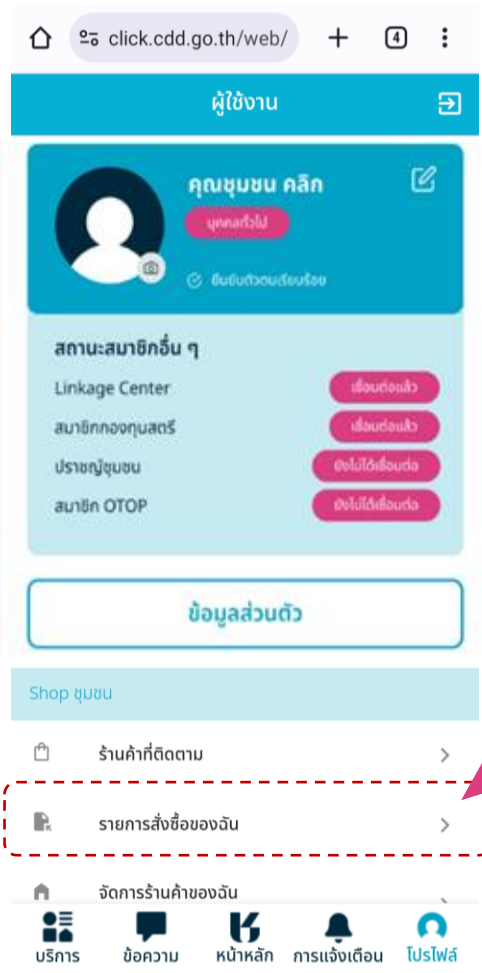 click.cdd.go.th/web/
4
ผู้ใช้งาน
คุณชุมชน คลิก
บุคคลทั่วไป
ยืนยันตัวตนเรียบร้อย
สถานะสมาชิกอื่น ๆ
Linkage Center เชื่อมต่อแล้ว
สมาชิกกองทุนสตรี เชื่อมต่อแล้ว
ปราชญ์ชุมชน ยังไม่ได้เชื่อมต่อ
สมาชิก OTOP ยังไม่ได้เชื่อมต่อ
ข้อมูลส่วนตัว
Shop ชุมชน
ร้านค้าที่ติดตาม
รายการสั่งซื้อของฉัน
จัดการร้านค้าของฉัน
บริการ ข้อความ หน้าหลัก การแจ้งเตือน โปรไฟล์